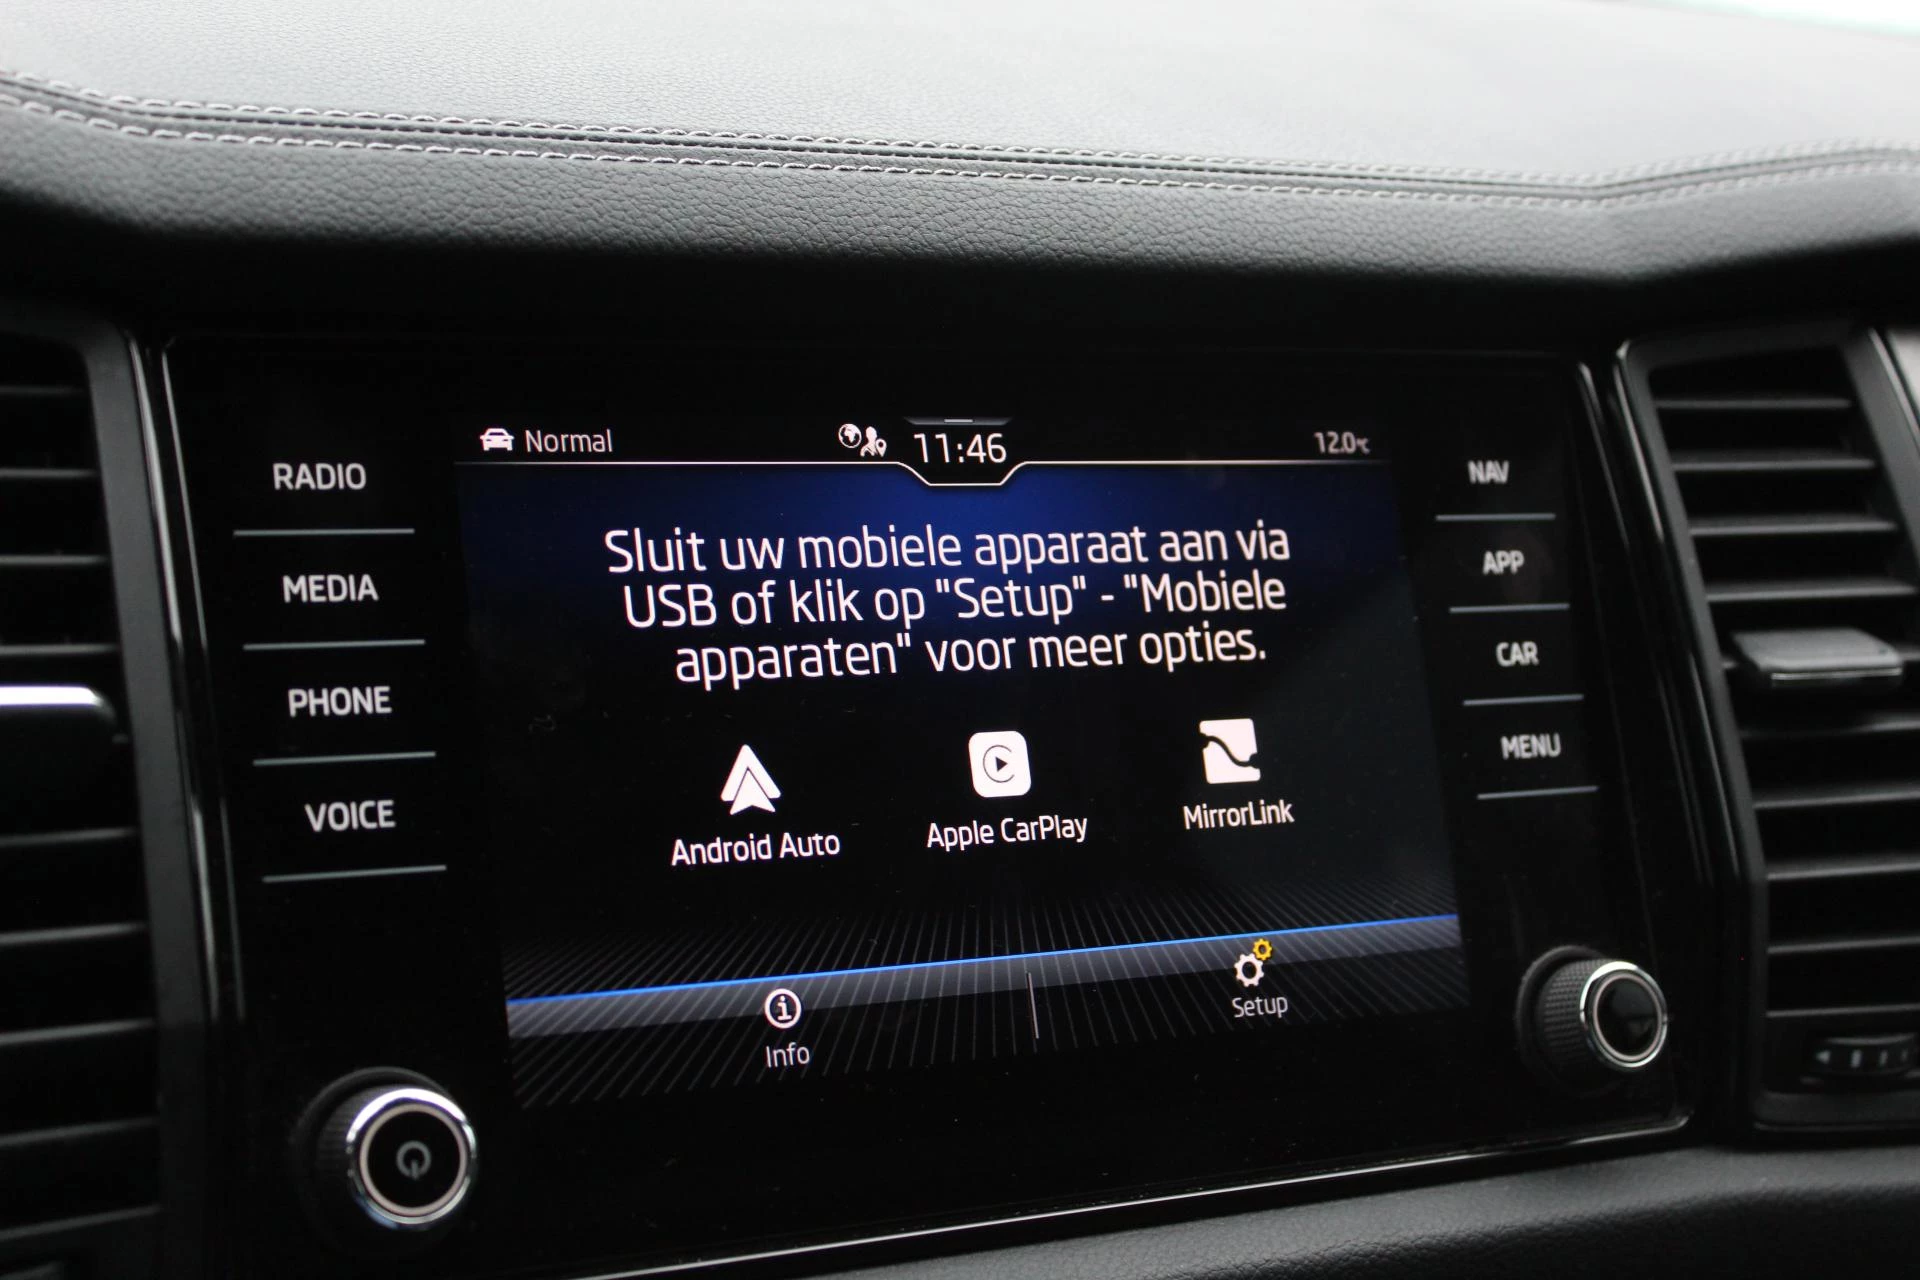 Normal
11:46
12.0°C
RADIO
MEDIA
PHONE
VOICE
Sluit uw mobiele apparaat aan via
USB of klik op "Setup" - "Mobiele
apparaten" voor meer opties.
Android Auto
Apple CarPlay
MirrorLink
Info
Setup
NAV
APP
CAR
MENU